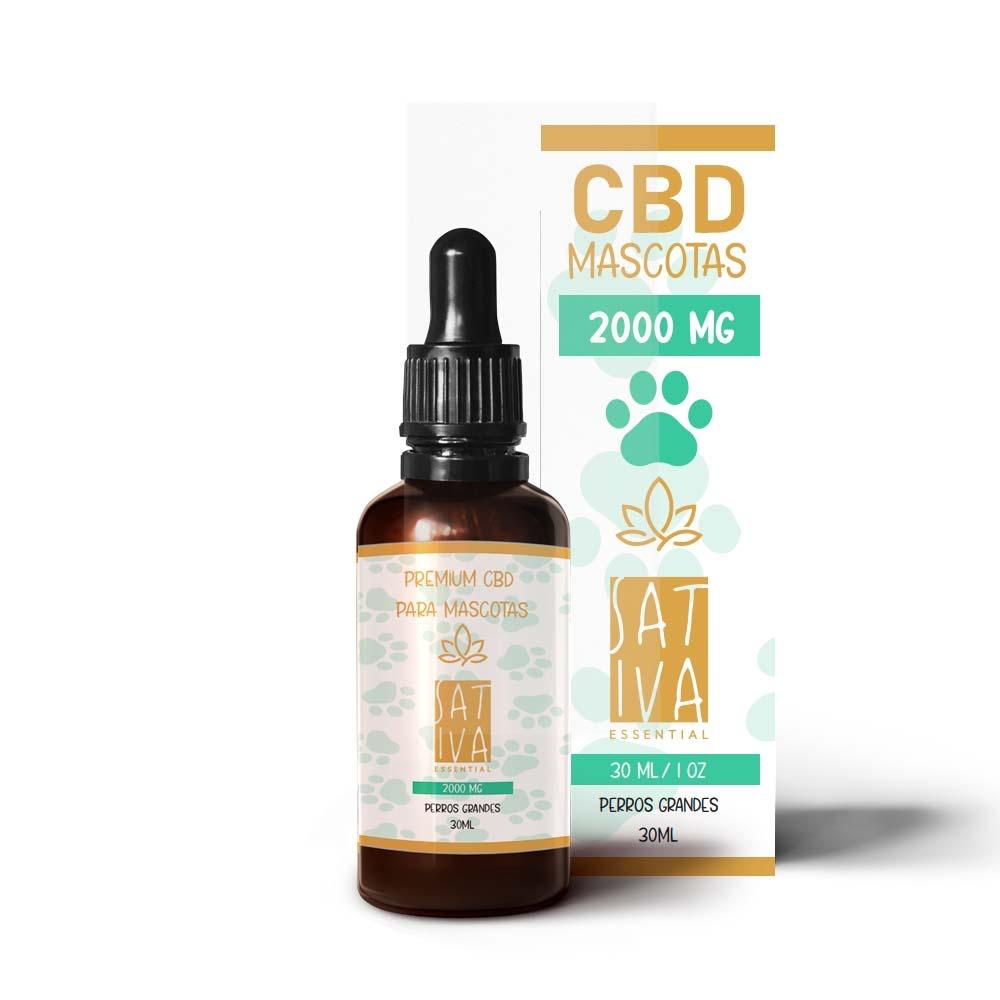 CBD
MASCOTAS
2000 MG
SAT
IVA
ESSENTIAL
30 ML / 1 OZ
PERROS GRANDES
30ML
PREMIUM CBD
PARA MASCOTAS
SAT
IVA
ESSENTIAL
2000 MG
PERROS GRANDES
30ML